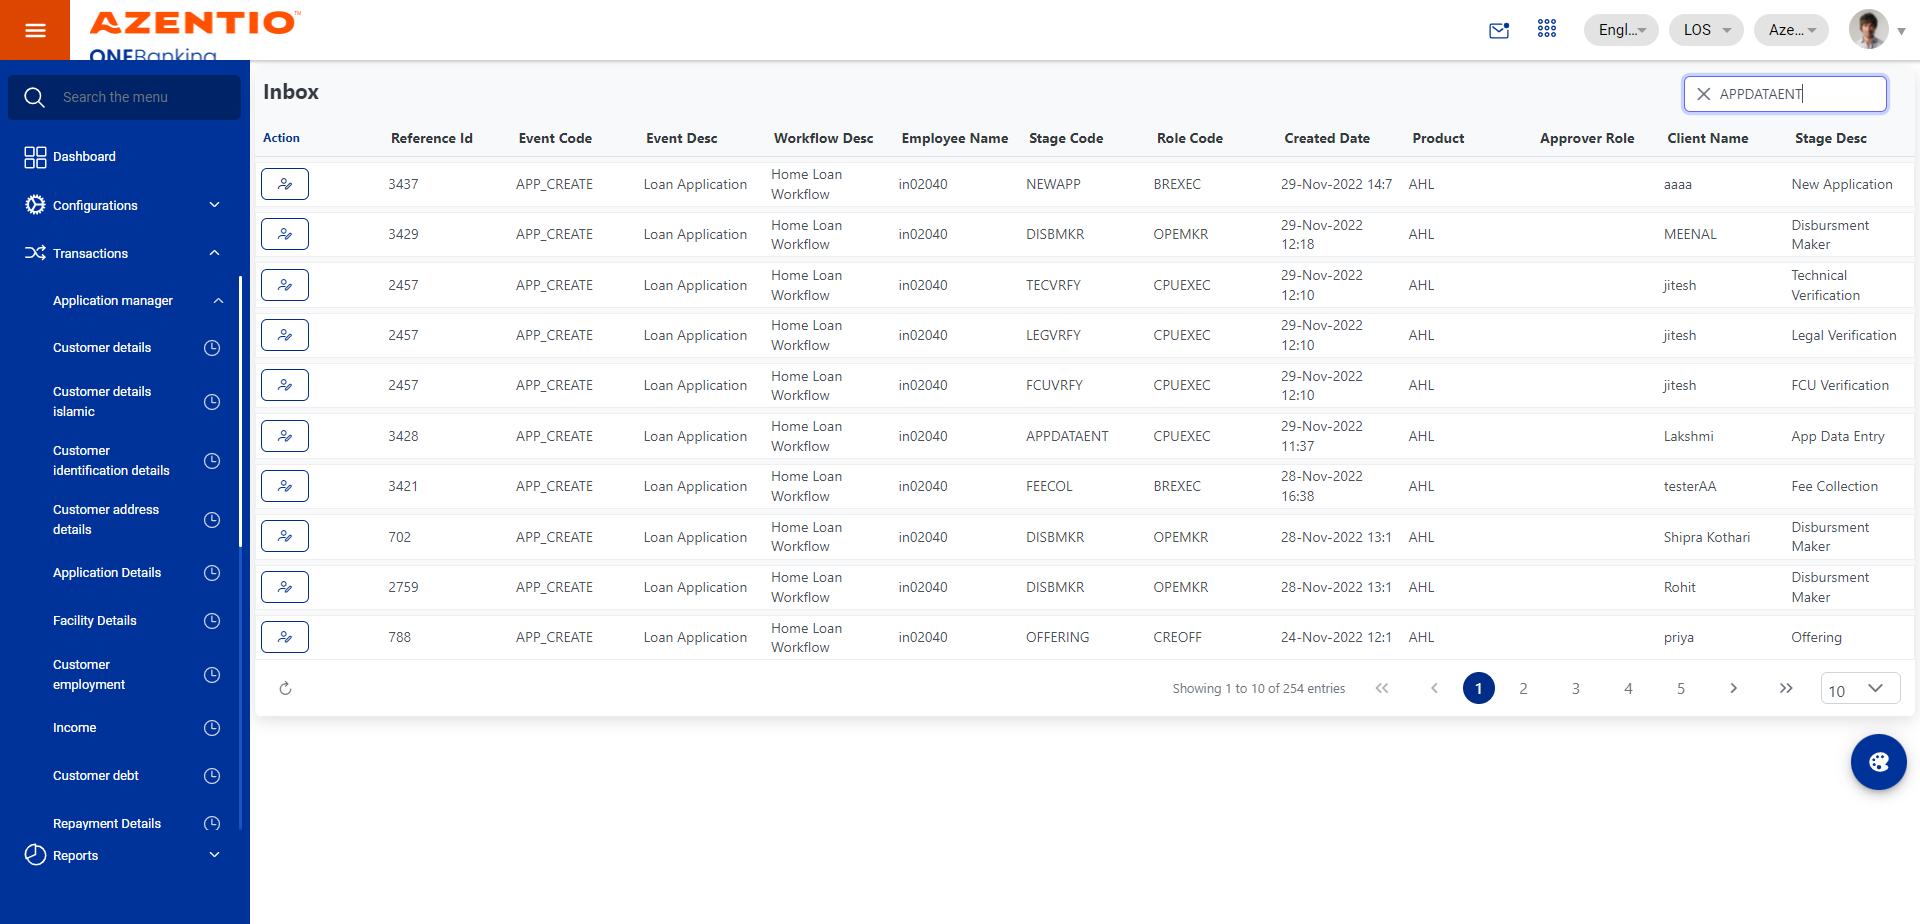 AZENTIO™
ONEBanking
Engl...
LOS
Aze...
Search the menu
Dashboard
Configurations
Transactions
Application manager
Customer details
Customer details
islamic
Customer
identification details
Customer address
details
Application Details
Facility Details
Customer
employment
Income
Customer debt
Repayment Details
Reports
Inbox
APPDATAENT
Action Reference Id Event Code Event Desc Workflow Desc Employee Name Stage Code Role Code Created Date Product Approver Role Client Name Stage Desc
3437 APP_CREATE Loan Application Home Loan Workflow in02040 NEWAPP BREXEC 29-Nov-2022 14:7 AHL aaaa New Application
3429 APP_CREATE Loan Application Home Loan Workflow in02040 DISBMKR OPEMKR 29-Nov-2022 12:18 AHL MEENAL Disbursment Maker
2457 APP_CREATE Loan Application Home Loan Workflow in02040 TECVRFY CPUEXEC 29-Nov-2022 12:10 AHL jitesh Technical Verification
2457 APP_CREATE Loan Application Home Loan Workflow in02040 LEGVRFY CPUEXEC 29-Nov-2022 12:10 AHL jitesh Legal Verification
2457 APP_CREATE Loan Application Home Loan Workflow in02040 FCUVRFY CPUEXEC 29-Nov-2022 12:10 AHL jitesh FCU Verification
3428 APP_CREATE Loan Application Home Loan Workflow in02040 APPDATAENT CPUEXEC 29-Nov-2022 11:37 AHL Lakshmi App Data Entry
3421 APP_CREATE Loan Application Home Loan Workflow in02040 FEECOL BREXEC 28-Nov-2022 16:38 AHL testerAA Fee Collection
702 APP_CREATE Loan Application Home Loan Workflow in02040 DISBMKR OPEMKR 28-Nov-2022 13:1 AHL Shipra Kothari Disbursment Maker
2759 APP_CREATE Loan Application Home Loan Workflow in02040 DISBMKR OPEMKR 28-Nov-2022 13:1 AHL Rohit Disbursment Maker
788 APP_CREATE Loan Application Home Loan Workflow in02040 OFFERING CREOFF 24-Nov-2022 12:1 AHL priya Offering
Showing 1 to 10 of 254 entries << < 1 2 3 4 5 > >> 10